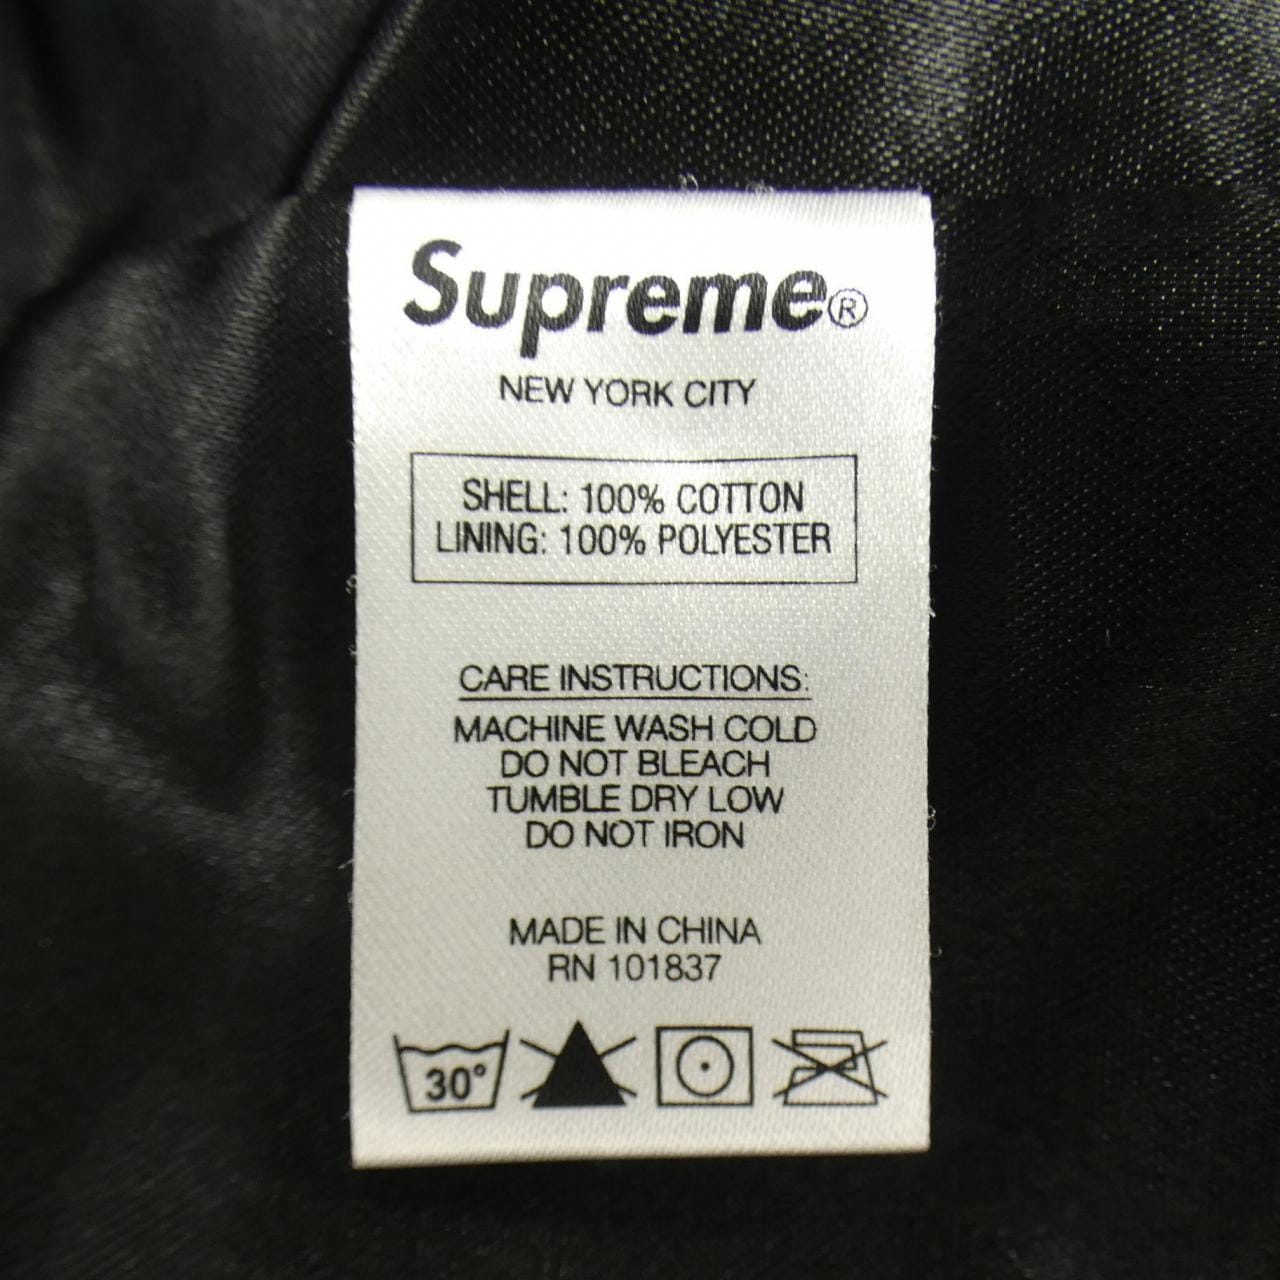 Supreme®
NEW YORK CITY
SHELL: 100% COTTON
LINING: 100% POLYESTER
CARE INSTRUCTIONS:
MACHINE WASH COLD
DO NOT BLEACH
TUMBLE DRY LOW
DO NOT IRON
MADE IN CHINA
RN 101837
30°